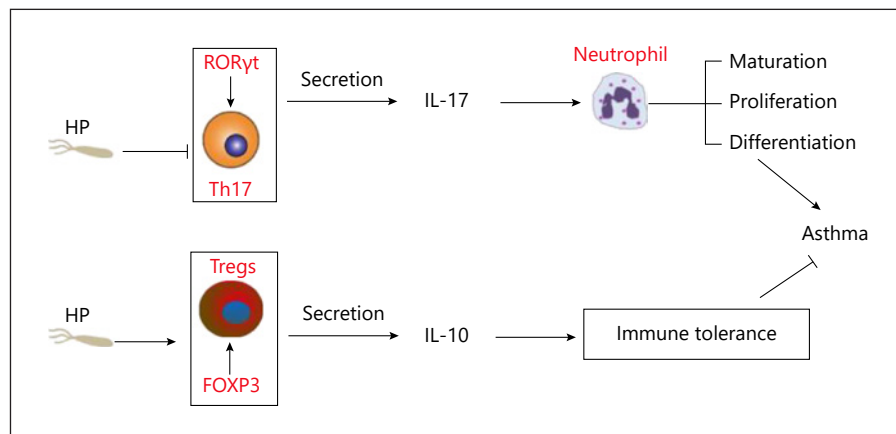 RORγt
Secretion
Neutrophil
Maturation
HP
IL-17
Proliferation
Differentiation
Th17
Asthma
Tregs
HP
Secretion
IL-10
Immune tolerance
FOXP3